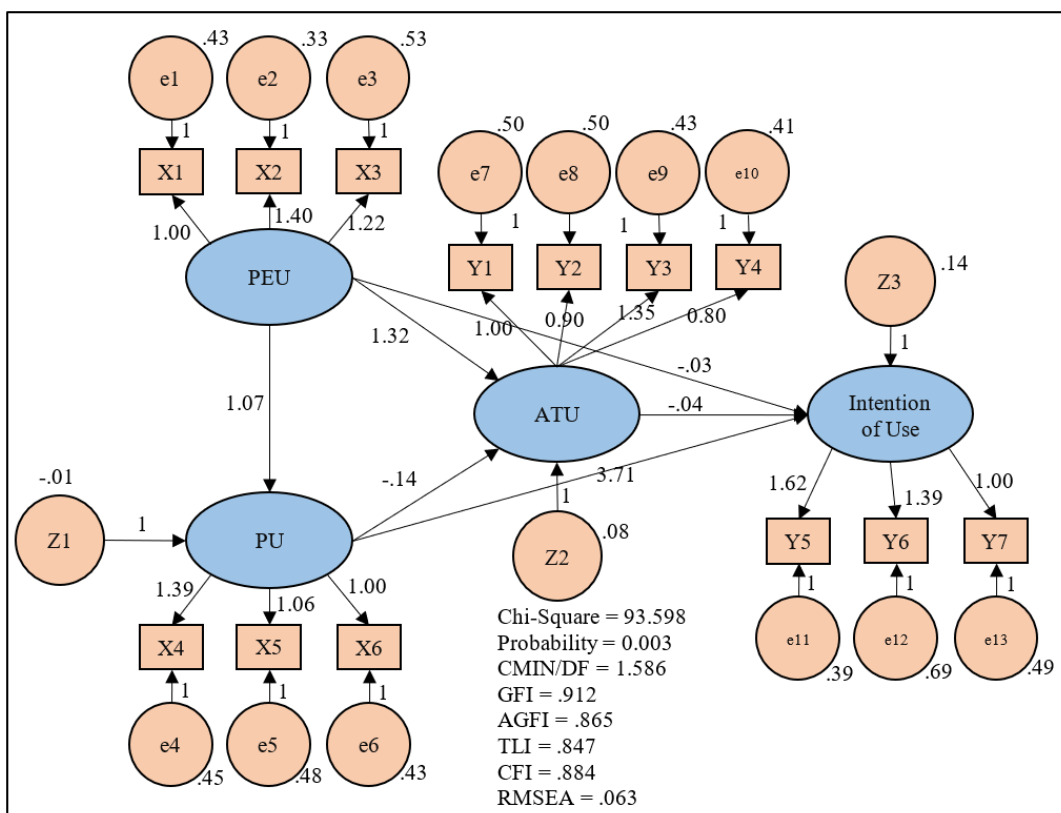 .43
.33
.53
e1
e2
e3
1
1
1
X1
X2
X3
1.00
1.40
1.22
PEU
.50
.50
.43
.41
e7
e8
e9
e10
1
1
1
Y1
Y2
Y3
Y4
1.00
0.90
1.35
0.80
Z3
.14
1
1.32
-.03
1.07
ATU
-.04
Intention
of Use
-.14
3.71
-.01
Z1
1
PU
1
Z2
.08
1.62
1.39
1.00
Y5
Y6
Y7
1
1
1
e11
e12
e13
.39
.69
.49
1.39
1.06
1.00
X4
X5
X6
1
1
1
e4
e5
e6
.45
.48
.43
Chi-Square = 93.598
Probability = 0.003
CMIN/DF = 1.586
GFI = .912
AGFI = .865
TLI = .847
CFI = .884
RMSEA = .063